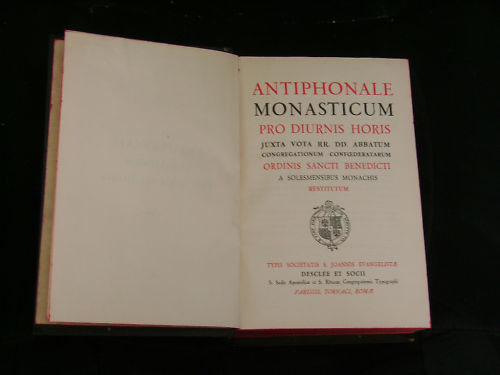 ANTIPHONALE
MONASTICUM
PRO DIURNIS HORIS
JUXTA VOTA RR. DD. ABBATUM
CONGREGATIONUM CONFŒDERATARUM
ORDINIS SANCTI BENEDICTI
A SOLESMENSIBUS MONACHIS
RESTITUTUM
TYPIS SOCIETATIS S. JOANNIS EVANGELISTÆ
DESCLÉE ET SOCII
S. Sedis Apostolicæ et S. Rituum Congregationis Typographi
PARISIIS, TORNACI, ROMÆ